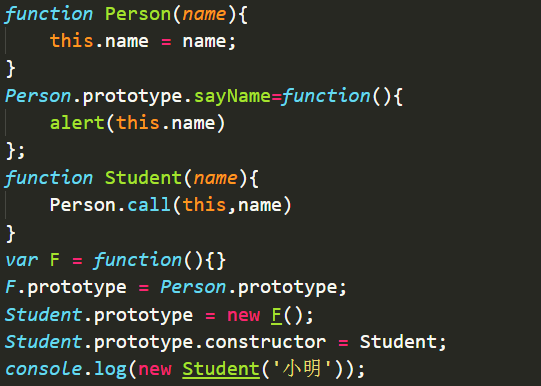 function Person(name){
    this.name = name;
}
Person.prototype.sayName=function(){
    alert(this.name)
};
function Student(name){
    Person.call(this,name)
}
var F = function(){}
F.prototype = Person.prototype;
Student.prototype = new F();
Student.prototype.constructor = Student;
console.log(new Student('小明'));